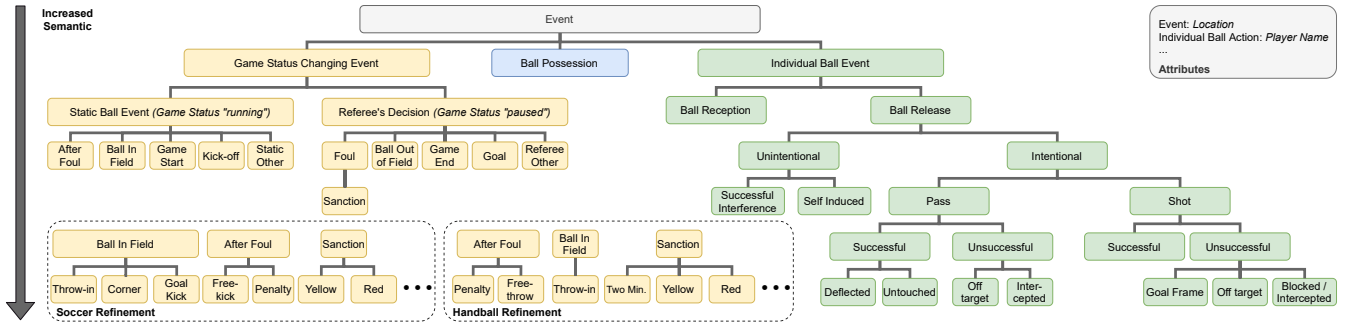 Increased
Semantic
Event
Event: Location
Individual Ball Action: Player Name
...
Attributes
Game Status Changing Event
Ball Possession
Individual Ball Event
Static Ball Event (Game Status "running")
Referee's Decision (Game Status "paused")
Ball Reception
Ball Release
After
Foul
Ball In
Field
Game
Start
Kick-off
Static
Other
Foul
Ball Out
of Field
Game
End
Goal
Referee
Other
Unintentional
Intentional
Sanction
Successful
Interference
Self Induced
Pass
Shot
Ball In Field
After Foul
Sanction
After Foul
Ball In
Field
Sanction
Successful
Unsuccessful
Successful
Unsuccessful
Throw-in
Corner
Goal
Kick
Free-
kick
Penalty
Yellow
Red
Penalty
Free-
throw
Throw-in
Two Min.
Yellow
Red
Deflected
Untouched
Off
target
Inter-
cepted
Goal Frame
Off target
Blocked /
Intercepted
Soccer Refinement
Handball Refinement